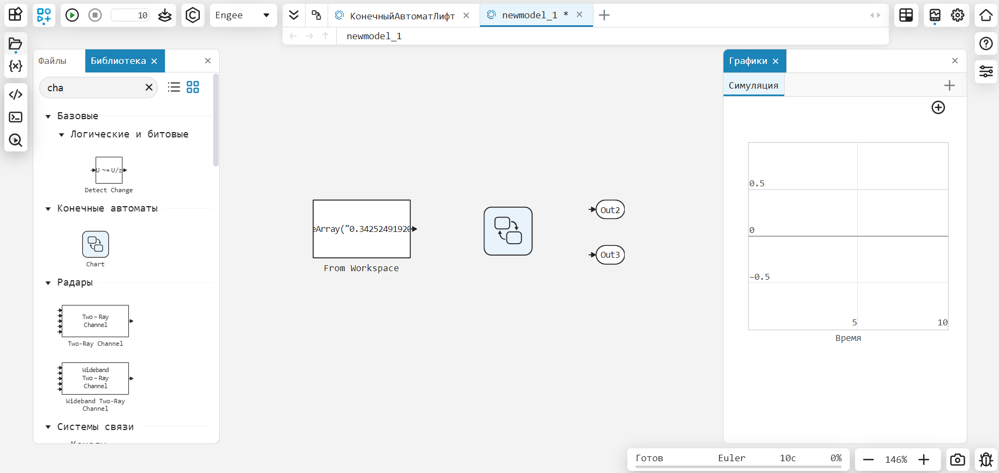 10
Engee
КонечныйАвтоматЛифт
newmodel_1 *
newmodel_1
Файлы
Библиотека
cha
Базовые
Логические и битовые
U ~= U/z
Detect Change
Конечные автоматы
Chart
Радары
Two-Ray
Channel
Two-Ray Channel
Wideband
Two-Ray
Channel
Wideband Two-Ray
Channel
Системы связи
eArray("0.34252491920
From Workspace
Out2
Out3
Графики
Симуляция
0.5
0
−0.5
5
10
Время
Готов
Euler
10с
0%
146%